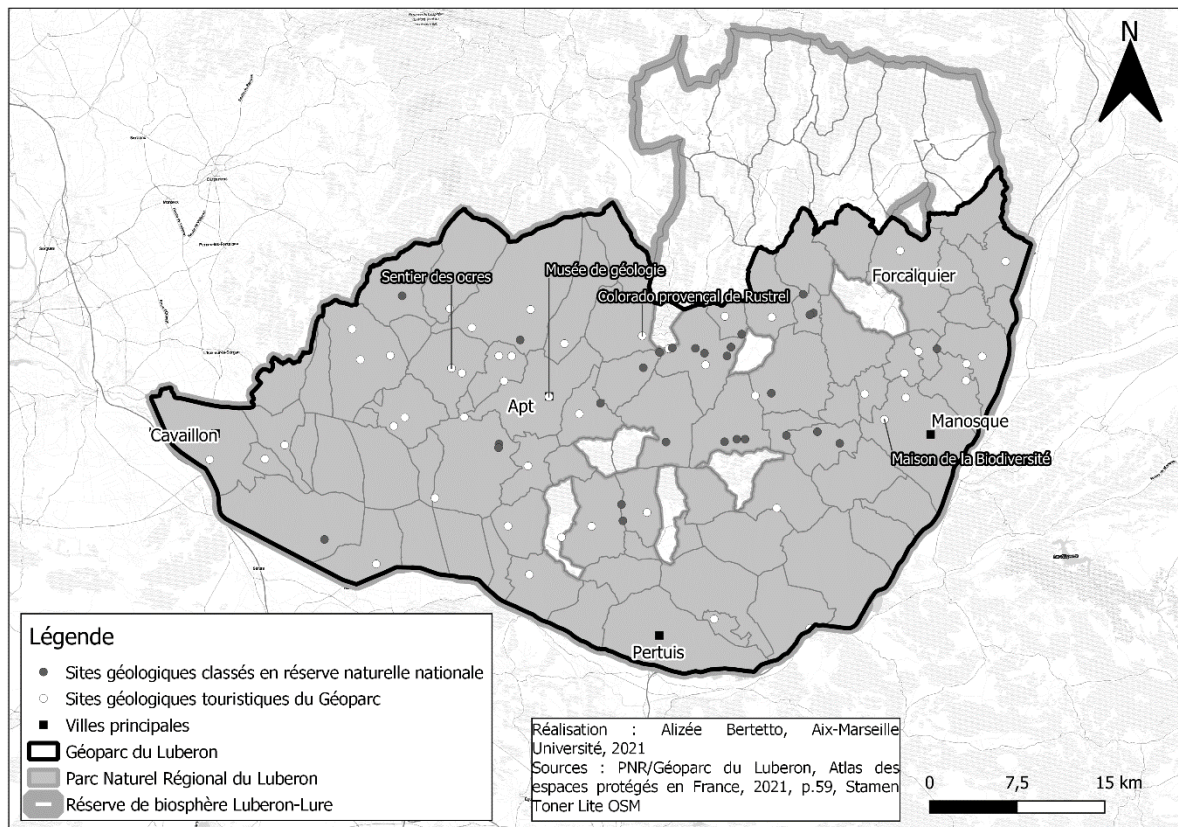 N
Sentier des ocres
Musée de géologie
Colorado provençal de Rustrel
Forcalquier
Apt
Cavaillon
Manosque
Maison de la Biodiversité
Pertuis
Légende
Sites géologiques classés en réserve naturelle nationale
Sites géologiques touristiques du Géoparc
Villes principales
Géoparc du Luberon
Parc Naturel Régional du Luberon
Réserve de biosphère Luberon-Lure
Réalisation : Alizée Bertetto, Aix-Marseille
Université, 2021
Sources : PNR/Géoparc du Luberon, Atlas des
espaces protégés en France, 2021, p.59, Stamen
Toner Lite OSM
0 7,5 15 km